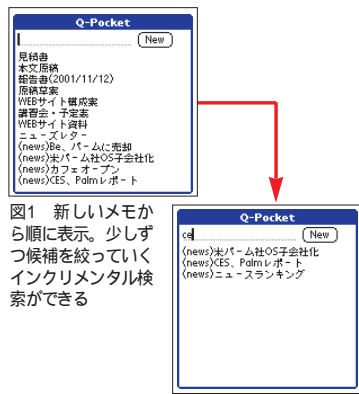 Q-Pocket
New
見積書
本文原稿
報告書(2001/11/12)
原稿草案
WEBサイト構成案
講習会・予定表
WEBサイト資料
ニュースレター
(news)Be、パームに売却
(news)米パーム社OS子会社化
(news)カフェオープン
(news)CES、Palmレポート
図1　新しいメモか
ら順に表示。少しず
つ候補を絞っていく
インクリメンタル検
索ができる
Q-Pocket
ce
New
(news)米パーム社OS子会社化
(news)CES、Palmレポート
(news)ニュースランキング